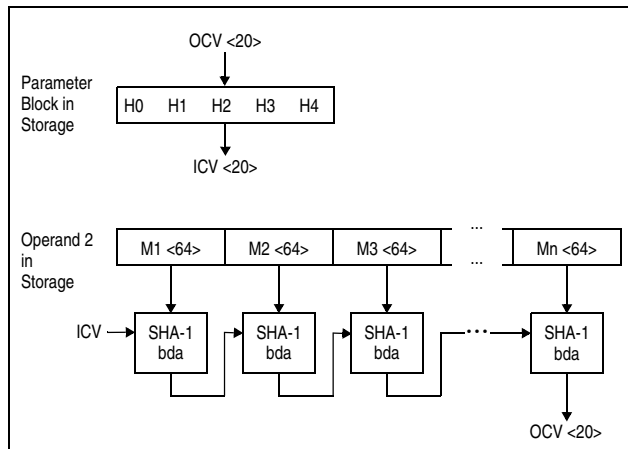 OCV <20>
Parameter
Block in
Storage
H0 H1 H2 H3 H4
ICV <20>
Operand 2
in
Storage
M1 <64> M2 <64> M3 <64> ... ... Mn <64>
ICV
SHA-1
bda
SHA-1
bda
SHA-1
bda
...
SHA-1
bda
OCV <20>